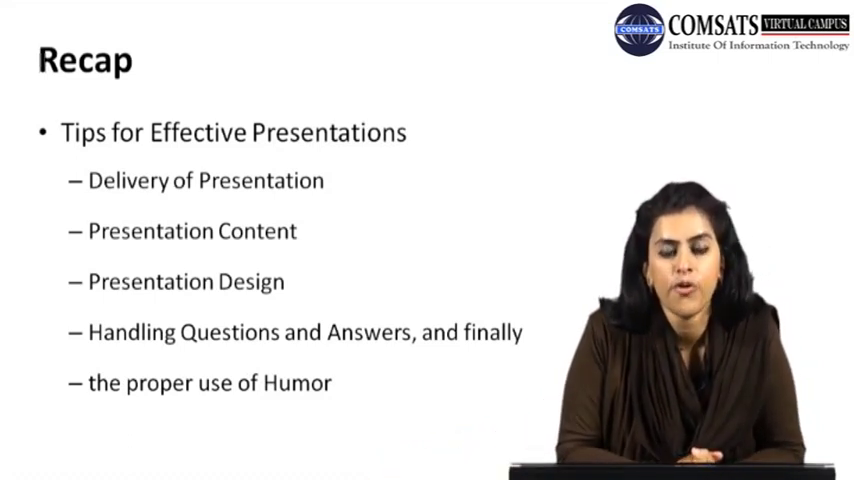 COMSATS VIRTUAL CAMPUS
COMSATS
Institute Of Information Technology
Recap
• Tips for Effective Presentations
– Delivery of Presentation
– Presentation Content
– Presentation Design
– Handling Questions and Answers, and finally
– the proper use of Humor